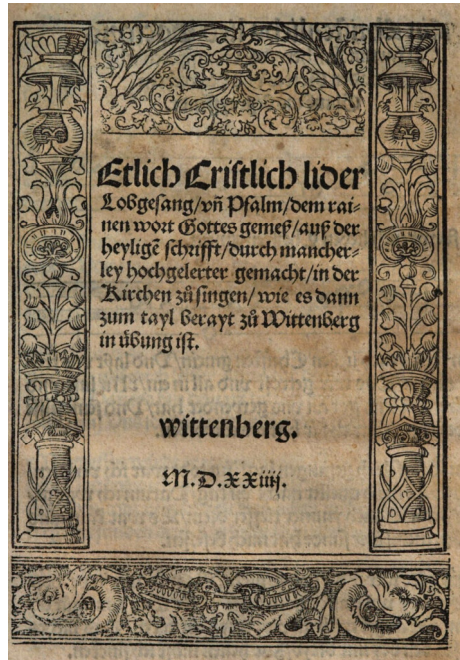 Etlich Cristlich lider
Lobgesang/vñ Psalm/dem rai-
nen wort Gottes gemeß/auß der
heyligē schrifft/durch mancher-
ley hochgelerter gemacht/in der
Kirchen zů singen/wie es dann
zum tayl berayt zů Wittenberg
in übung ist.
wittenberg.
M.D.XXiiij.